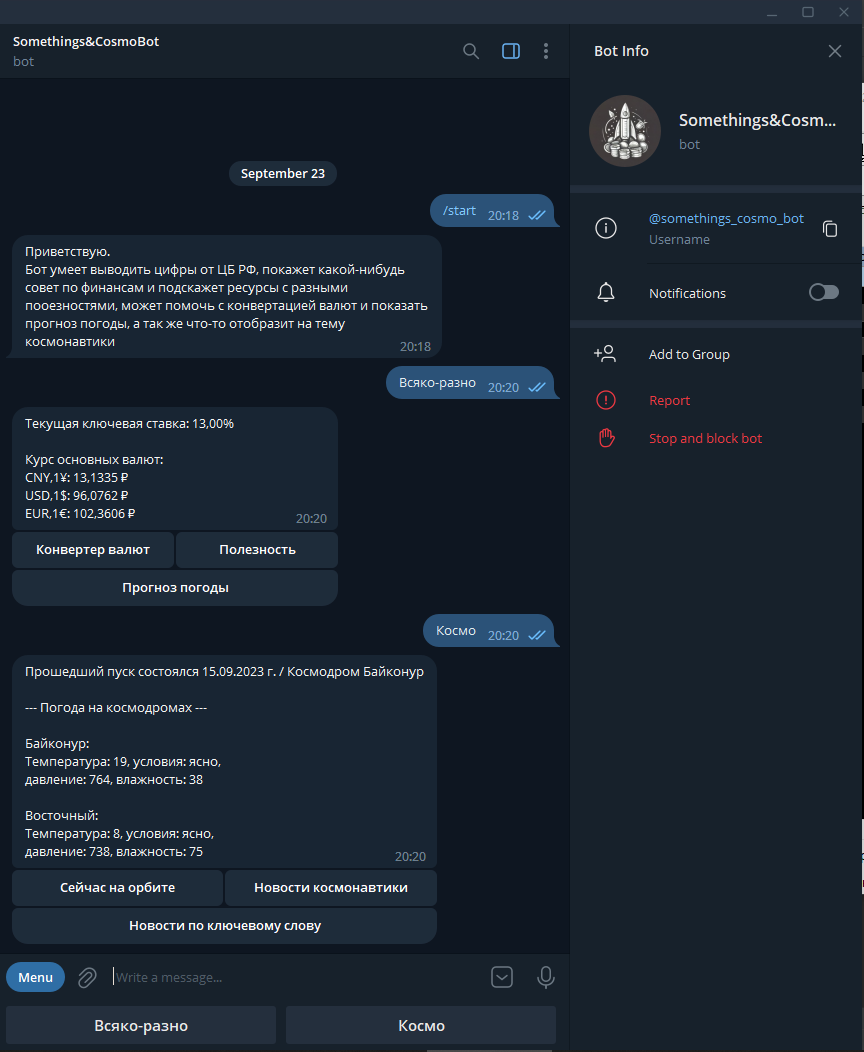 Somethings&CosmoBot
bot
September 23
/start 20:18
Приветствую.
Бот умеет выводить цифры от ЦБ РФ, покажет какой-нибудь
совет по финансам и подскажет ресурсы с разными
пооезностями, может помочь с конвертацией валют и показать
прогноз погоды, а так же что-то отобразит на тему
космонавтики
20:18
Всяко-разно 20:20
Текущая ключевая ставка: 13,00%
Курс основных валют:
CNY,1¥: 13,1335 ₽
USD,1$: 96,0762 ₽
EUR,1€: 102,3606 ₽
20:20
Конвертер валют
Полезность
Прогноз погоды
Космо 20:20
Прошедший пуск состоялся 15.09.2023 г. / Космодром Байконур
--- Погода на космодромах ---
Байконур:
Температура: 19, условия: ясно,
давление: 764, влажность: 38
Восточный:
Температура: 8, условия: ясно,
давление: 738, влажность: 75
20:20
Сейчас на орбите
Новости космонавтики
Новости по ключевому слову
Menu
Write a message...
Всяко-разно
Космо
Bot Info
Somethings&Cosm...
bot
@somethings_cosmo_bot
Username
Notifications
Add to Group
Report
Stop and block bot